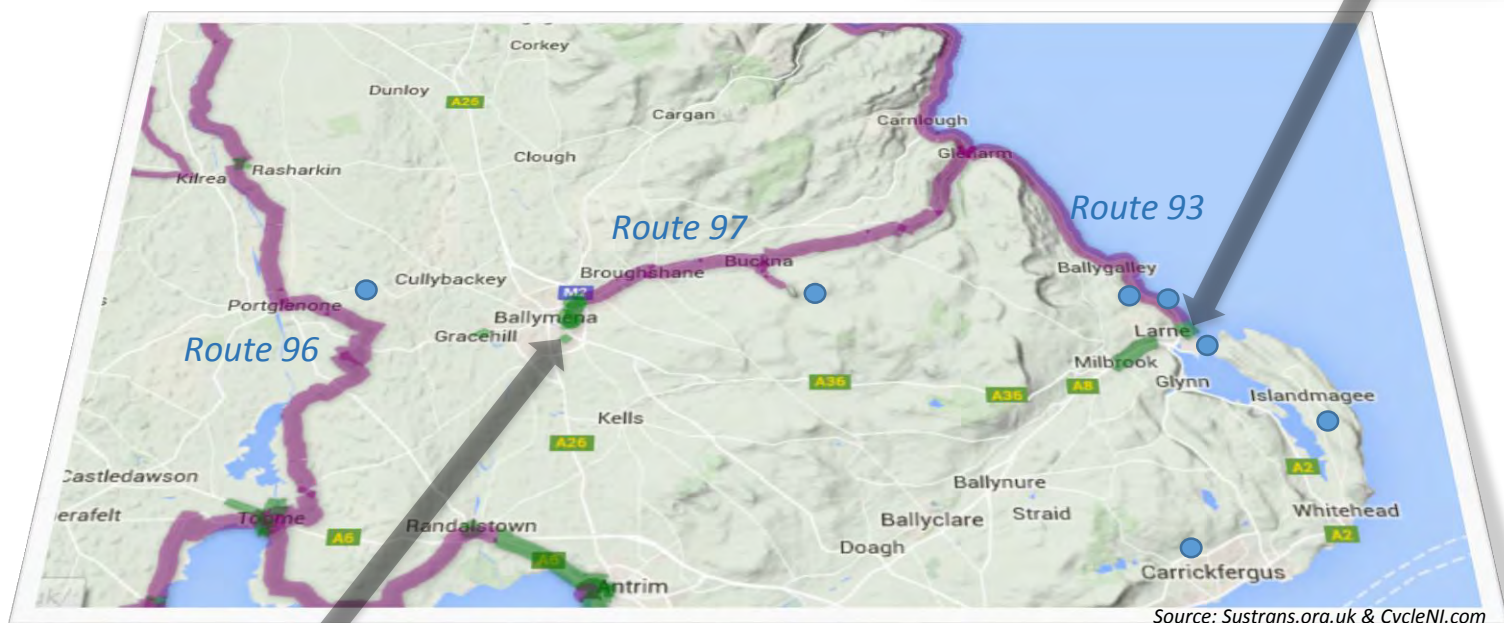 Corkey
Dunloy
A26
Cargan
Carnlough
Clough
Glenarm
Rasharkin
Kilrea
Route 97
Route 93
Buckna
Broughshane
Ballygalley
Cullybackey
M2
Portglenone
Ballymena
Gracehill
Larne
Route 96
Milbrook
Glynn
A36
A36
A8
Islandmagee
Kells
A26
Castledawson
A2
Ballynure
Whitehead
erafelt
Toome
Randalstown
Straid
Ballyclare
A6
A2
Doagh
A6
Antrim
Carrickfergus
Source: Sustrans.org.uk & CycleNI.com